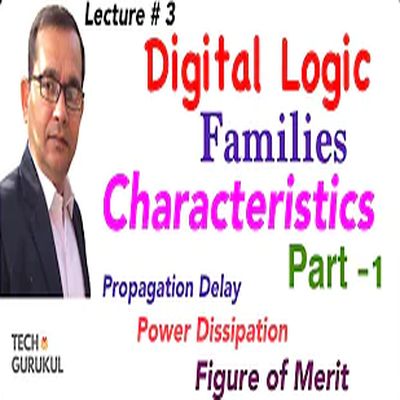 Lecture # 3
Digital Logic
Families
Characteristics
Part -1
Propagation Delay
Power Dissipation
Figure of Merit
TECH
GURUKUL